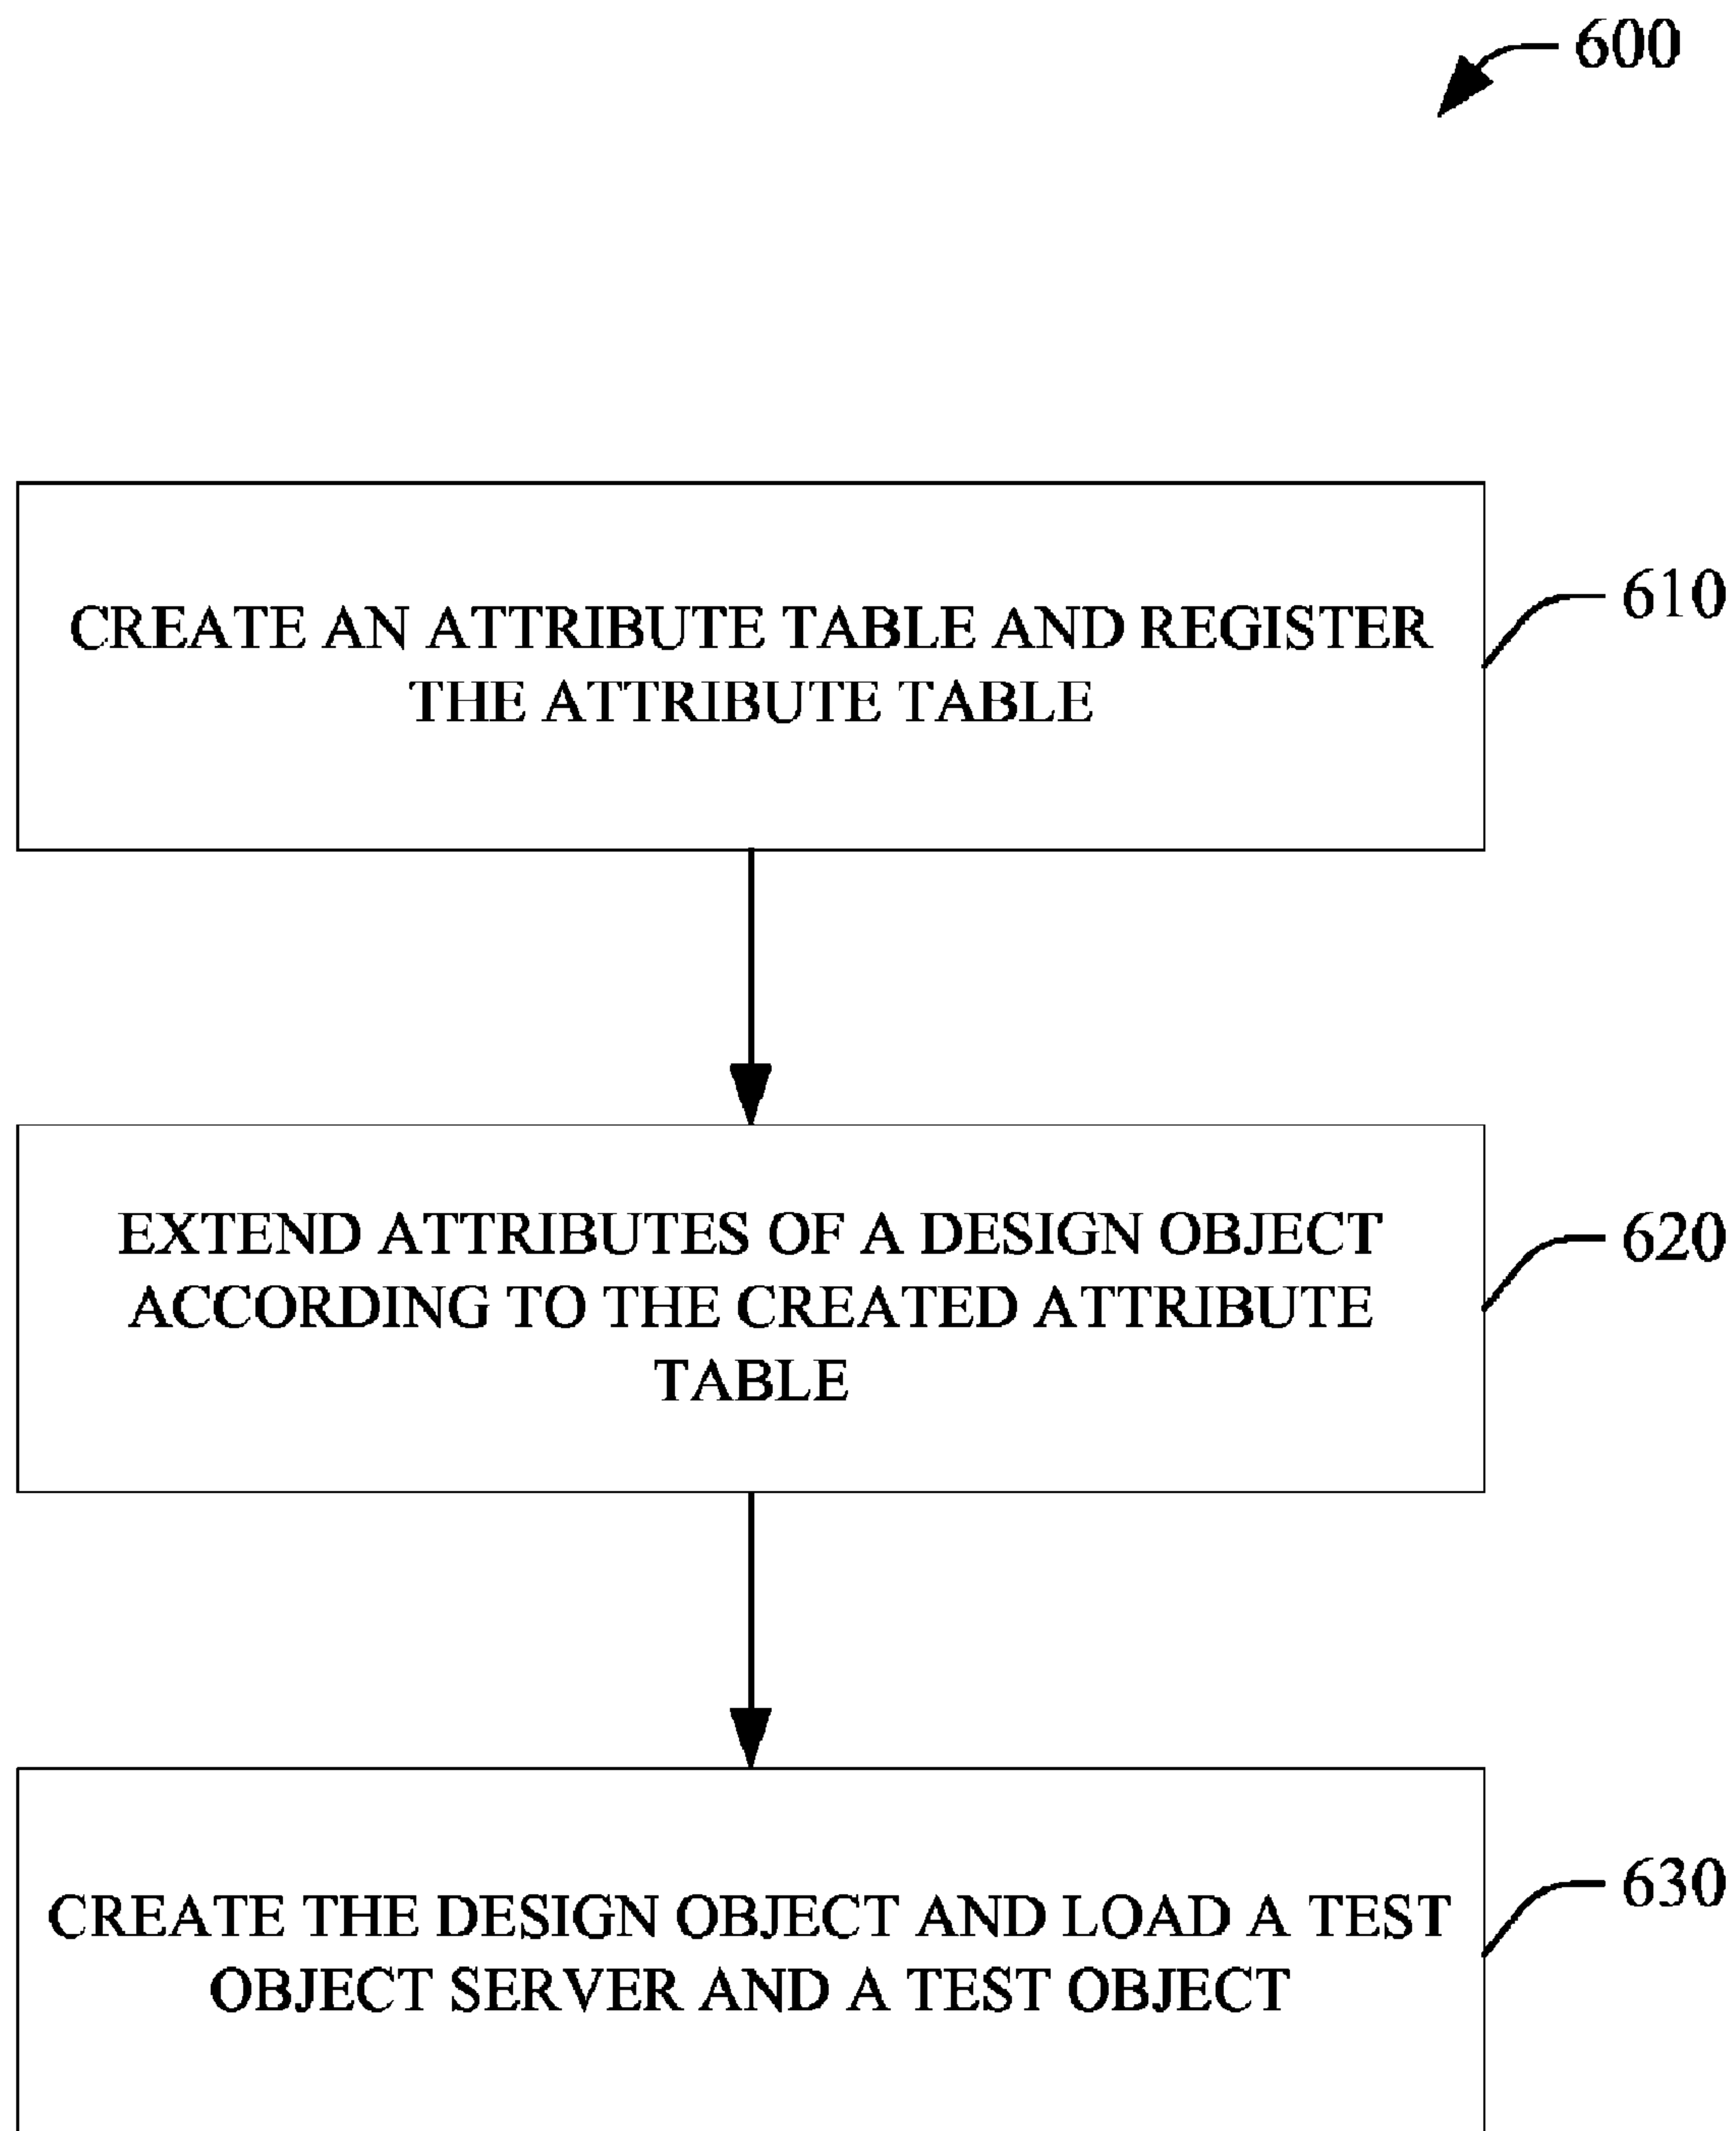 600
CREATE AN ATTRIBUTE TABLE AND REGISTER
THE ATTRIBUTE TABLE
610
EXTEND ATTRIBUTES OF A DESIGN OBJECT
ACCORDING TO THE CREATED ATTRIBUTE
TABLE
620
CREATE THE DESIGN OBJECT AND LOAD A TEST
OBJECT SERVER AND A TEST OBJECT
630